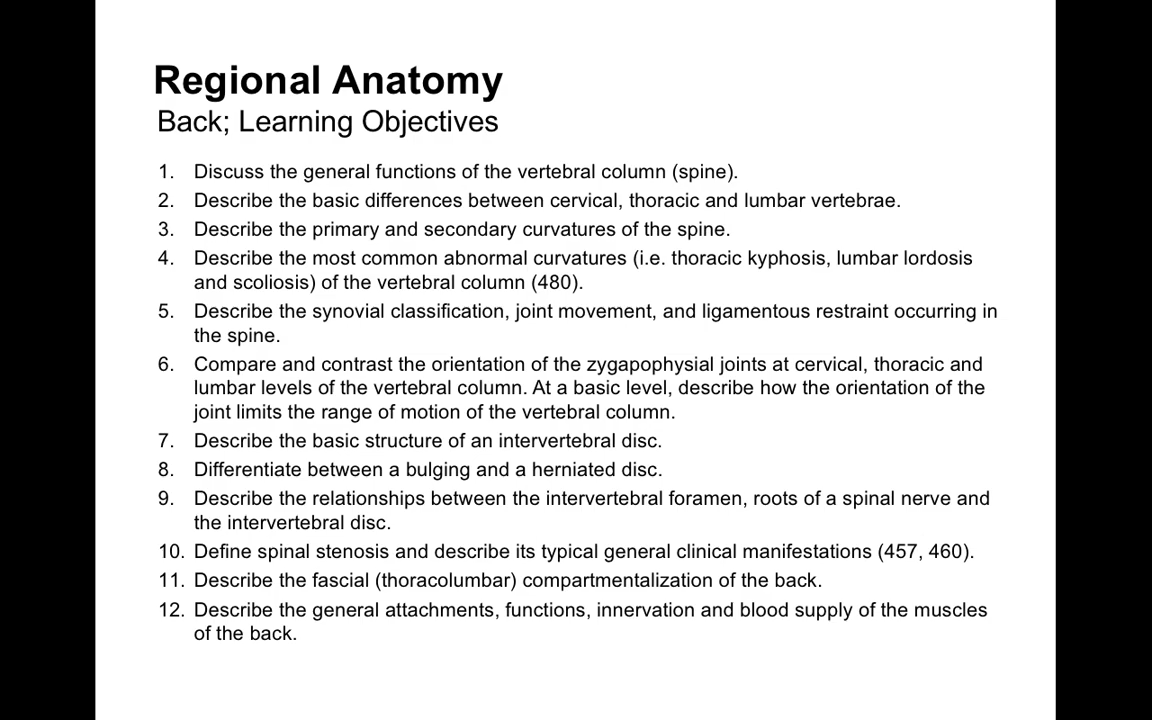 Regional Anatomy
Back; Learning Objectives
1. Discuss the general functions of the vertebral column (spine).
2. Describe the basic differences between cervical, thoracic and lumbar vertebrae.
3. Describe the primary and secondary curvatures of the spine.
4. Describe the most common abnormal curvatures (i.e. thoracic kyphosis, lumbar lordosis
and scoliosis) of the vertebral column (480).
5. Describe the synovial classification, joint movement, and ligamentous restraint occurring in
the spine.
6. Compare and contrast the orientation of the zygapophysial joints at cervical, thoracic and
lumbar levels of the vertebral column. At a basic level, describe how the orientation of the
joint limits the range of motion of the vertebral column.
7. Describe the basic structure of an intervertebral disc.
8. Differentiate between a bulging and a herniated disc.
9. Describe the relationships between the intervertebral foramen, roots of a spinal nerve and
the intervertebral disc.
10. Define spinal stenosis and describe its typical general clinical manifestations (457, 460).
11. Describe the fascial (thoracolumbar) compartmentalization of the back.
12. Describe the general attachments, functions, innervation and blood supply of the muscles
of the back.